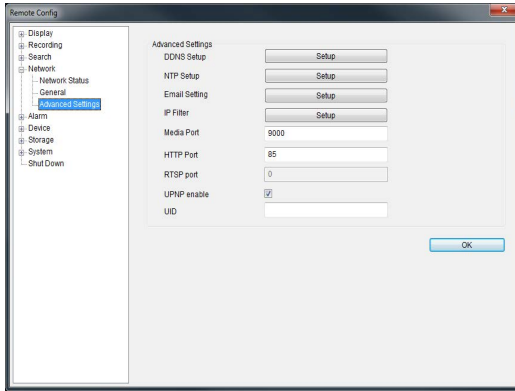 Remote Config
Display
Recording
Search
Network
Network Status
General
Advanced Settings
Alarm
Device
Storage
System
Shut Down
Advanced Settings
DDNS Setup Setup
NTP Setup Setup
Email Setting Setup
IP Filter Setup
Media Port 9000
HTTP Port 85
RTSP port 0
UPNP enable
UID
OK